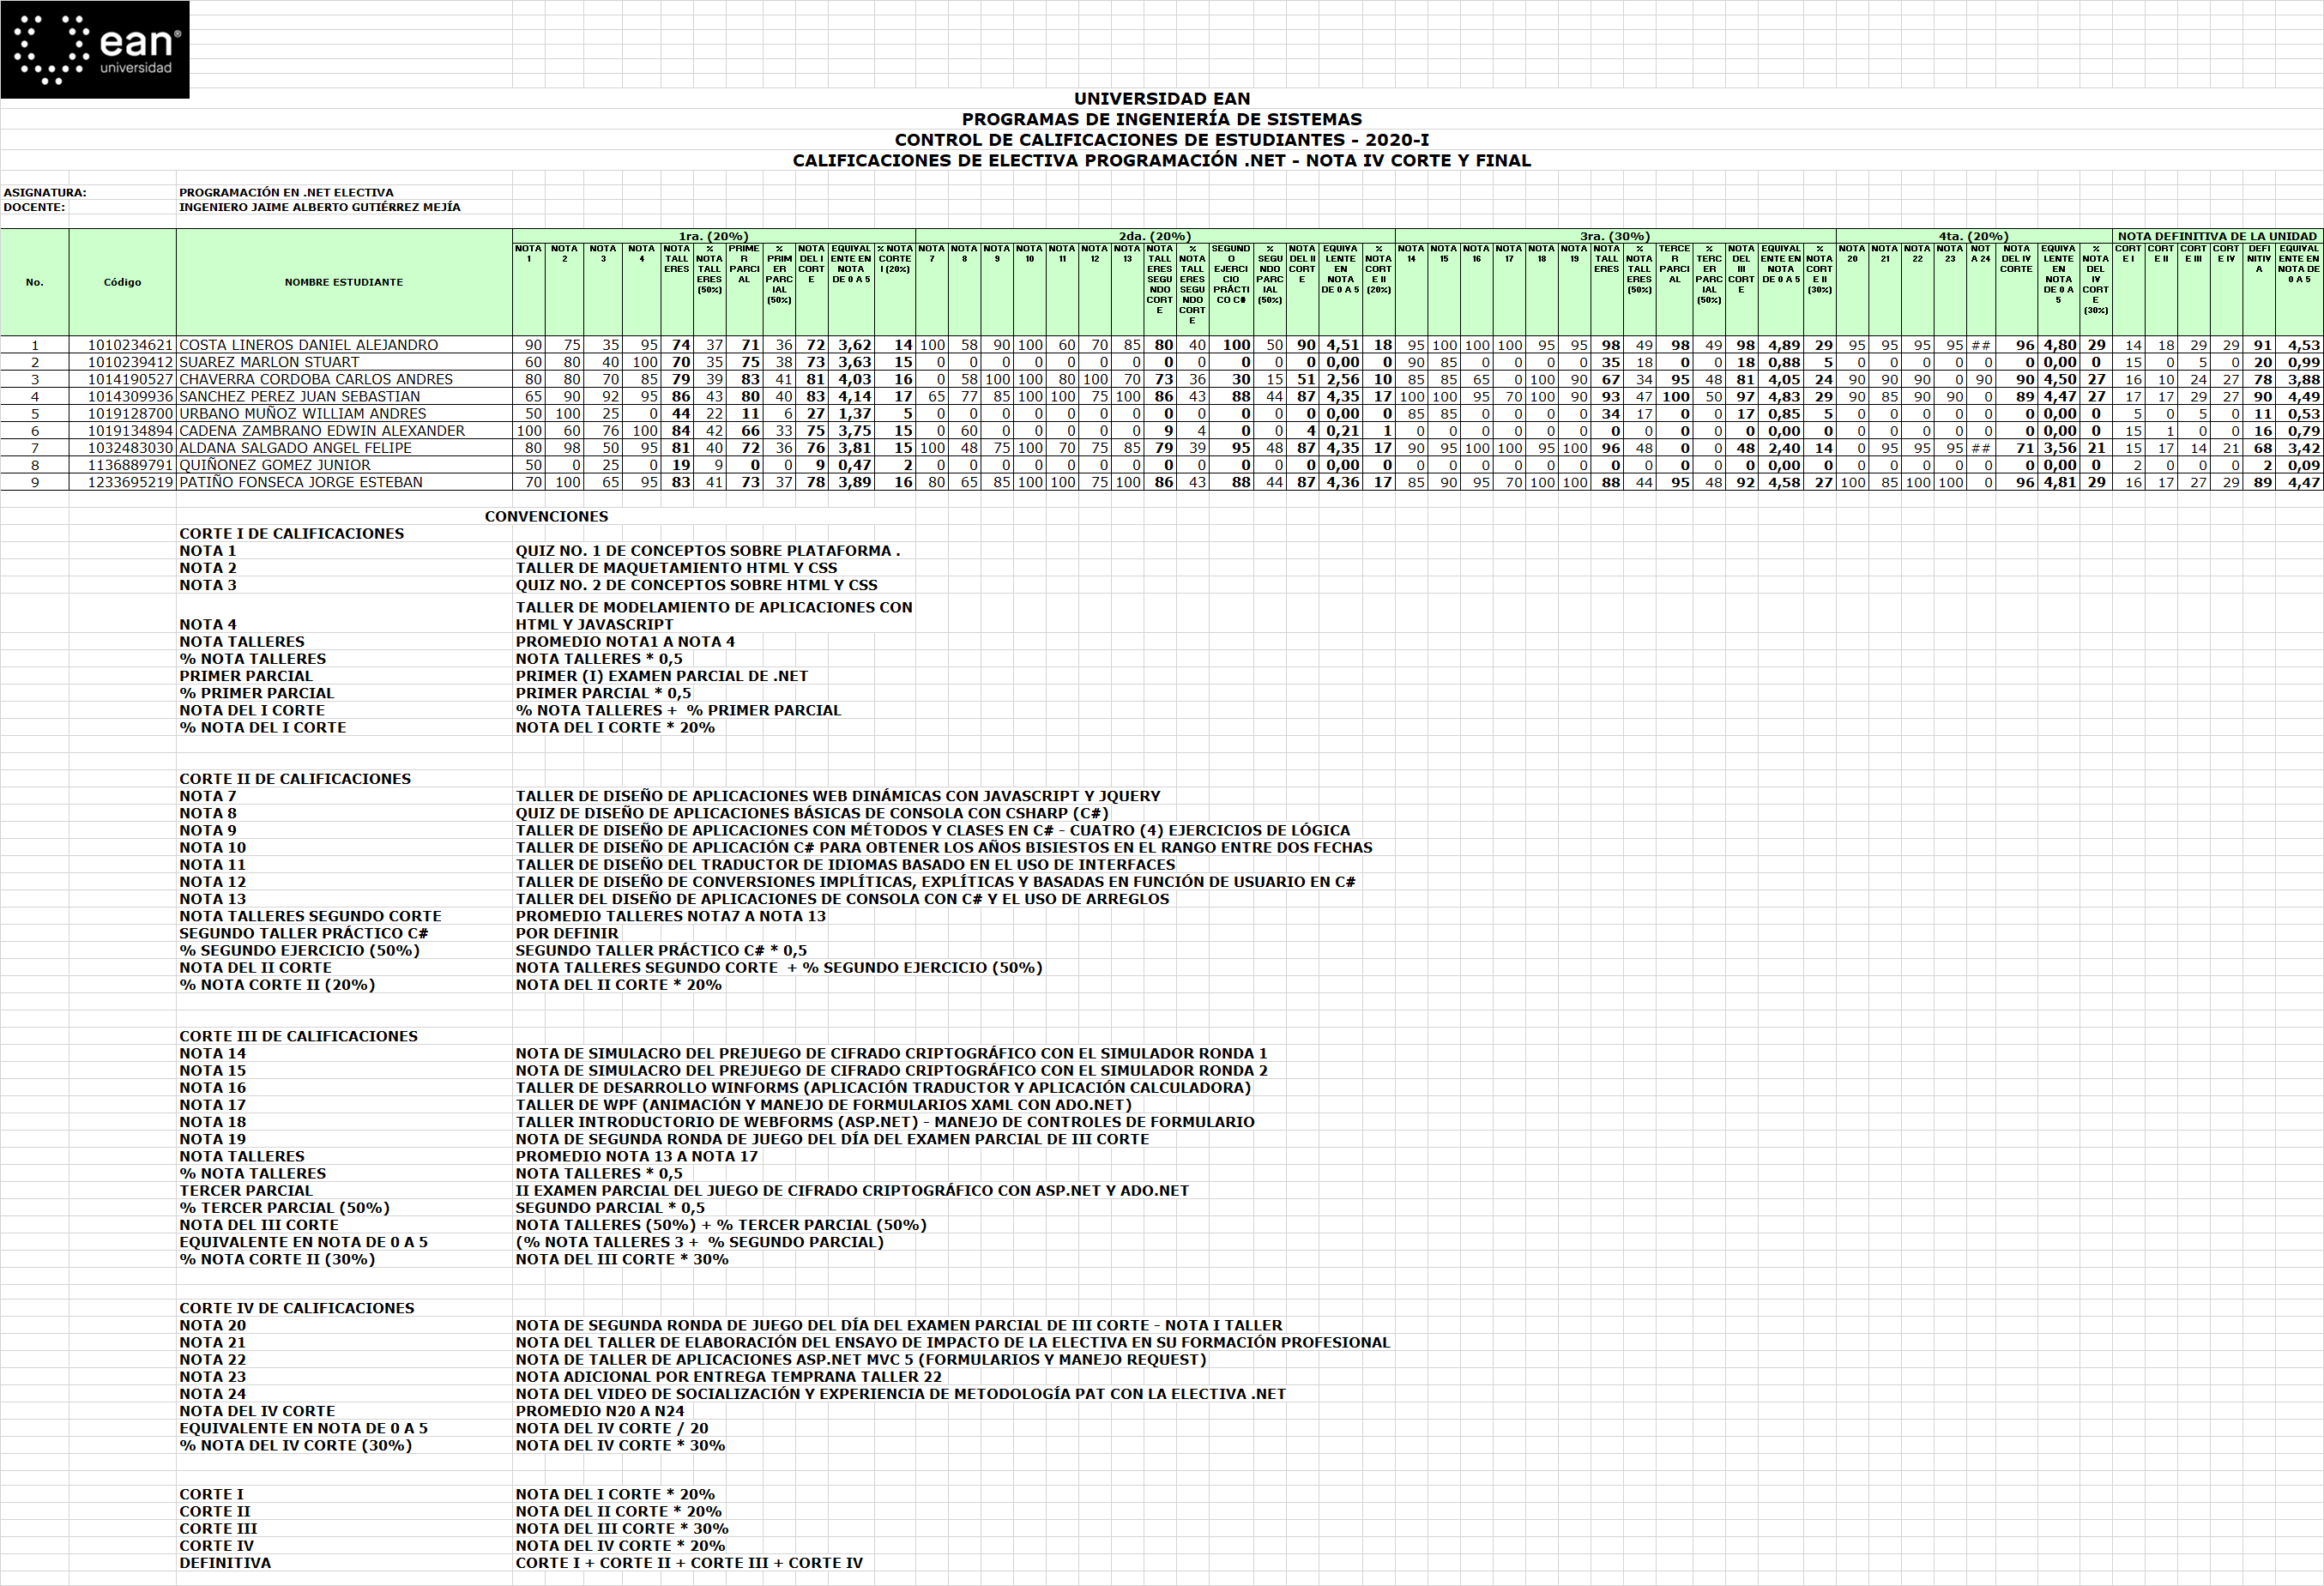 ean®
universidad
UNIVERSIDAD EAN
PROGRAMAS DE INGENIERÍA DE SISTEMAS
CONTROL DE CALIFICACIONES DE ESTUDIANTES - 2020-I
CALIFICACIONES DE ELECTIVA PROGRAMACIÓN .NET - NOTA IV CORTE Y FINAL
ASIGNATURA: PROGRAMACIÓN EN .NET ELECTIVA
DOCENTE: INGENIERO JAIME ALBERTO GUTIÉRREZ MEJÍA
1ra. (20%) 2da. (20%) 3ra. (30%) 4ta. (20%) NOTA DEFINITIVA DE LA UNIDAD
No. Código NOMBRE ESTUDIANTE NOTA 1 NOTA 2 NOTA 3 NOTA 4 NOTA TALLERES % NOTA TALLERES (50%) PRIMER PARCIAL % PRIMER PARCIAL (50%) NOTA DEL I CORTE EQUIVALENTE EN NOTA DE 0 A 5 % NOTA CORTE I (20%) NOTA 7 NOTA 8 NOTA 9 NOTA 10 NOTA 11 NOTA 12 NOTA 13 NOTA TALLERES SEGUNDO CORTE % NOTA TALLERES SEGUNDO CORTE SEGUNDO EJERCICIO PRÁCTICO C# % SEGUNDO PARCIAL (50%) NOTA DEL II CORTE EQUIVALENTE EN NOTA DE 0 A 5 % NOTA CORTE II (20%) NOTA 14 NOTA 15 NOTA 16 NOTA 17 NOTA 18 NOTA 19 NOTA TALLERES % NOTA TALLERES (50%) TERCER PARCIAL % TERCER PARCIAL (50%) NOTA DEL III CORTE EQUIVALENTE EN NOTA DE 0 A 5 % NOTA CORTE II (30%) NOTA 20 NOTA 21 NOTA 22 NOTA 23 NOTA 24 NOTA DEL IV CORTE EQUIVALENTE EN NOTA DE 0 A 5 % NOTA DEL IV CORTE (30%) CORTE I CORTE II CORTE III CORTE IV DEFINITIVA EQUIVALENTE EN NOTA DE 0 A 5
1 1010234621 COSTA LINEROS DANIEL ALEJANDRO 90 75 35 95 74 37 71 36 72 3,62 14 100 58 90 100 60 70 85 80 40 100 50 90 4,51 18 95 100 100 100 95 95 98 49 98 49 98 4,89 29 95 95 95 95 ## 96 4,80 29 14 18 29 29 91 4,53
2 1010239412 SUAREZ MARLON STUART 60 80 40 100 70 35 75 38 73 3,63 15 0 0 0 0 0 0 0 0 0 0 0 0 0,00 0 90 85 0 0 0 0 35 18 0 0 18 0,88 5 0 0 0 0 0 0 0,00 0 15 0 5 0 20 0,99
3 1014190527 CHAVERRA CORDOBA CARLOS ANDRES 80 80 70 85 79 39 83 41 81 4,03 16 0 58 100 100 80 100 70 73 36 30 15 51 2,56 10 85 85 65 0 100 90 67 34 95 48 81 4,05 24 90 90 90 0 90 90 4,50 27 16 10 24 27 78 3,88
4 1014309936 SANCHEZ PEREZ JUAN SEBASTIAN 65 90 92 95 86 43 80 40 83 4,14 17 65 77 85 100 100 75 100 86 43 88 44 87 4,35 17 100 100 95 70 100 90 93 47 100 50 97 4,83 29 90 85 90 90 0 89 4,47 27 17 17 29 27 90 4,49
5 1019128700 URBANO MUÑOZ WILLIAM ANDRES 50 100 25 0 44 22 11 6 27 1,37 5 0 0 0 0 0 0 0 0 0 0 0 0 0,00 0 85 85 0 0 0 0 34 17 0 0 17 0,85 5 0 0 0 0 0 0 0,00 0 5 0 5 0 11 0,53
6 1019134894 CADENA ZAMBRANO EDWIN ALEXANDER 100 60 76 100 84 42 66 33 75 3,75 15 0 60 0 0 0 0 0 9 4 0 0 4 0,21 1 0 0 0 0 0 0 0 0 0 0 0 0,00 0 0 0 0 0 0 0 0,00 0 15 1 0 0 16 0,79
7 1032483030 ALDANA SALGADO ANGEL FELIPE 80 98 50 95 81 40 72 36 76 3,81 15 100 48 75 100 70 75 85 79 39 95 48 87 4,35 17 90 95 100 100 95 100 96 48 0 0 48 2,40 14 0 95 95 95 ## 71 3,56 21 15 17 14 21 68 3,42
8 1136889791 QUIÑONEZ GOMEZ JUNIOR 50 0 25 0 19 9 0 0 9 0,47 2 0 0 0 0 0 0 0 0 0 0 0 0 0,00 0 0 0 0 0 0 0 0 0 0 0 0 0,00 0 0 0 0 0 0 0 0,00 0 2 0 0 0 2 0,09
9 1233695219 PATIÑO FONSECA JORGE ESTEBAN 70 100 65 95 83 41 73 37 78 3,89 16 80 65 85 100 100 75 100 86 43 88 44 87 4,36 17 85 90 95 70 100 100 88 44 95 48 92 4,58 27 100 85 100 100 0 96 4,81 29 16 17 27 29 89 4,47
CONVENCIONES
CORTE I DE CALIFICACIONES
NOTA 1 QUIZ NO. 1 DE CONCEPTOS SOBRE PLATAFORMA .
NOTA 2 TALLER DE MAQUETAMIENTO HTML Y CSS
NOTA 3 QUIZ NO. 2 DE CONCEPTOS SOBRE HTML Y CSS
TALLER DE MODELAMIENTO DE APLICACIONES CON
NOTA 4 HTML Y JAVASCRIPT
NOTA TALLERES PROMEDIO NOTA1 A NOTA 4
% NOTA TALLERES NOTA TALLERES * 0,5
PRIMER PARCIAL PRIMER (I) EXAMEN PARCIAL DE .NET
% PRIMER PARCIAL PRIMER PARCIAL * 0,5
NOTA DEL I CORTE % NOTA TALLERES + % PRIMER PARCIAL
% NOTA DEL I CORTE NOTA DEL I CORTE * 20%
CORTE II DE CALIFICACIONES
NOTA 7 TALLER DE DISEÑO DE APLICACIONES WEB DINÁMICAS CON JAVASCRIPT Y JQUERY
NOTA 8 QUIZ DE DISEÑO DE APLICACIONES BÁSICAS DE CONSOLA CON CSHARP (C#)
NOTA 9 TALLER DE DISEÑO DE APLICACIONES CON MÉTODOS Y CLASES EN C# - CUATRO (4) EJERCICIOS DE LÓGICA
NOTA 10 TALLER DE DISEÑO DE APLICACIÓN C# PARA OBTENER LOS AÑOS BISIESTOS EN EL RANGO ENTRE DOS FECHAS
NOTA 11 TALLER DE DISEÑO DEL TRADUCTOR DE IDIOMAS BASADO EN EL USO DE INTERFACES
NOTA 12 TALLER DE DISEÑO DE CONVERSIONES IMPLÍTICAS, EXPLÍTICAS Y BASADAS EN FUNCIÓN DE USUARIO EN C#
NOTA 13 TALLER DEL DISEÑO DE APLICACIONES DE CONSOLA CON C# Y EL USO DE ARREGLOS
NOTA TALLERES SEGUNDO CORTE PROMEDIO TALLERES NOTA7 A NOTA 13
SEGUNDO TALLER PRÁCTICO C# POR DEFINIR
% SEGUNDO EJERCICIO (50%) SEGUNDO TALLER PRÁCTICO C# * 0,5
NOTA DEL II CORTE NOTA TALLERES SEGUNDO CORTE + % SEGUNDO EJERCICIO (50%)
% NOTA CORTE II (20%) NOTA DEL II CORTE * 20%
CORTE III DE CALIFICACIONES
NOTA 14 NOTA DE SIMULACRO DEL PREJUEGO DE CIFRADO CRIPTOGRÁFICO CON EL SIMULADOR RONDA 1
NOTA 15 NOTA DE SIMULACRO DEL PREJUEGO DE CIFRADO CRIPTOGRÁFICO CON EL SIMULADOR RONDA 2
NOTA 16 TALLER DE DESARROLLO WINFORMS (APLICACIÓN TRADUCTOR Y APLICACIÓN CALCULADORA)
NOTA 17 TALLER DE WPF (ANIMACIÓN Y MANEJO DE FORMULARIOS XAML CON ADO.NET)
NOTA 18 TALLER INTRODUCTORIO DE WEBFORMS (ASP.NET) - MANEJO DE CONTROLES DE FORMULARIO
NOTA 19 NOTA DE SEGUNDA RONDA DE JUEGO DEL DÍA DEL EXAMEN PARCIAL DE III CORTE
NOTA TALLERES PROMEDIO NOTA 13 A NOTA 17
% NOTA TALLERES NOTA TALLERES * 0,5
TERCER PARCIAL II EXAMEN PARCIAL DEL JUEGO DE CIFRADO CRIPTOGRÁFICO CON ASP.NET Y ADO.NET
% TERCER PARCIAL (50%) SEGUNDO PARCIAL * 0,5
NOTA DEL III CORTE NOTA TALLERES (50%) + % TERCER PARCIAL (50%)
EQUIVALENTE EN NOTA DE 0 A 5 (% NOTA TALLERES 3 + % SEGUNDO PARCIAL)
% NOTA CORTE II (30%) NOTA DEL III CORTE * 30%
CORTE IV DE CALIFICACIONES
NOTA 20 NOTA DE SEGUNDA RONDA DE JUEGO DEL DÍA DEL EXAMEN PARCIAL DE III CORTE - NOTA I TALLER
NOTA 21 NOTA DEL TALLER DE ELABORACIÓN DEL ENSAYO DE IMPACTO DE LA ELECTIVA EN SU FORMACIÓN PROFESIONAL
NOTA 22 NOTA DE TALLER DE APLICACIONES ASP.NET MVC 5 (FORMULARIOS Y MANEJO REQUEST)
NOTA 23 NOTA ADICIONAL POR ENTREGA TEMPRANA TALLER 22
NOTA 24 NOTA DEL VIDEO DE SOCIALIZACIÓN Y EXPERIENCIA DE METODOLOGÍA PAT CON LA ELECTIVA .NET
NOTA DEL IV CORTE PROMEDIO N20 A N24
EQUIVALENTE EN NOTA DE 0 A 5 NOTA DEL IV CORTE / 20
% NOTA DEL IV CORTE (30%) NOTA DEL IV CORTE * 30%
CORTE I NOTA DEL I CORTE * 20%
CORTE II NOTA DEL II CORTE * 20%
CORTE III NOTA DEL III CORTE * 30%
CORTE IV NOTA DEL IV CORTE * 20%
DEFINITIVA CORTE I + CORTE II + CORTE III + CORTE IV